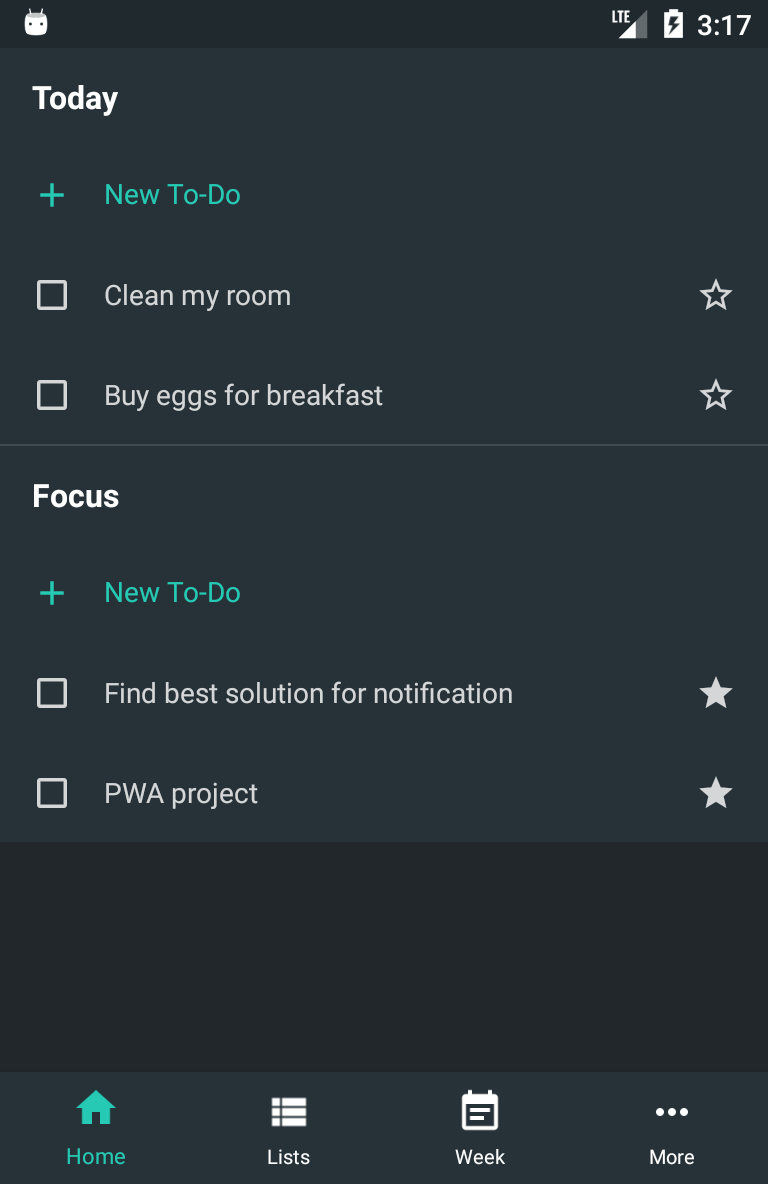 LTE 3:17
Today
New To-Do
Clean my room
Buy eggs for breakfast
Focus
New To-Do
Find best solution for notification
PWA project
Home Lists Week More